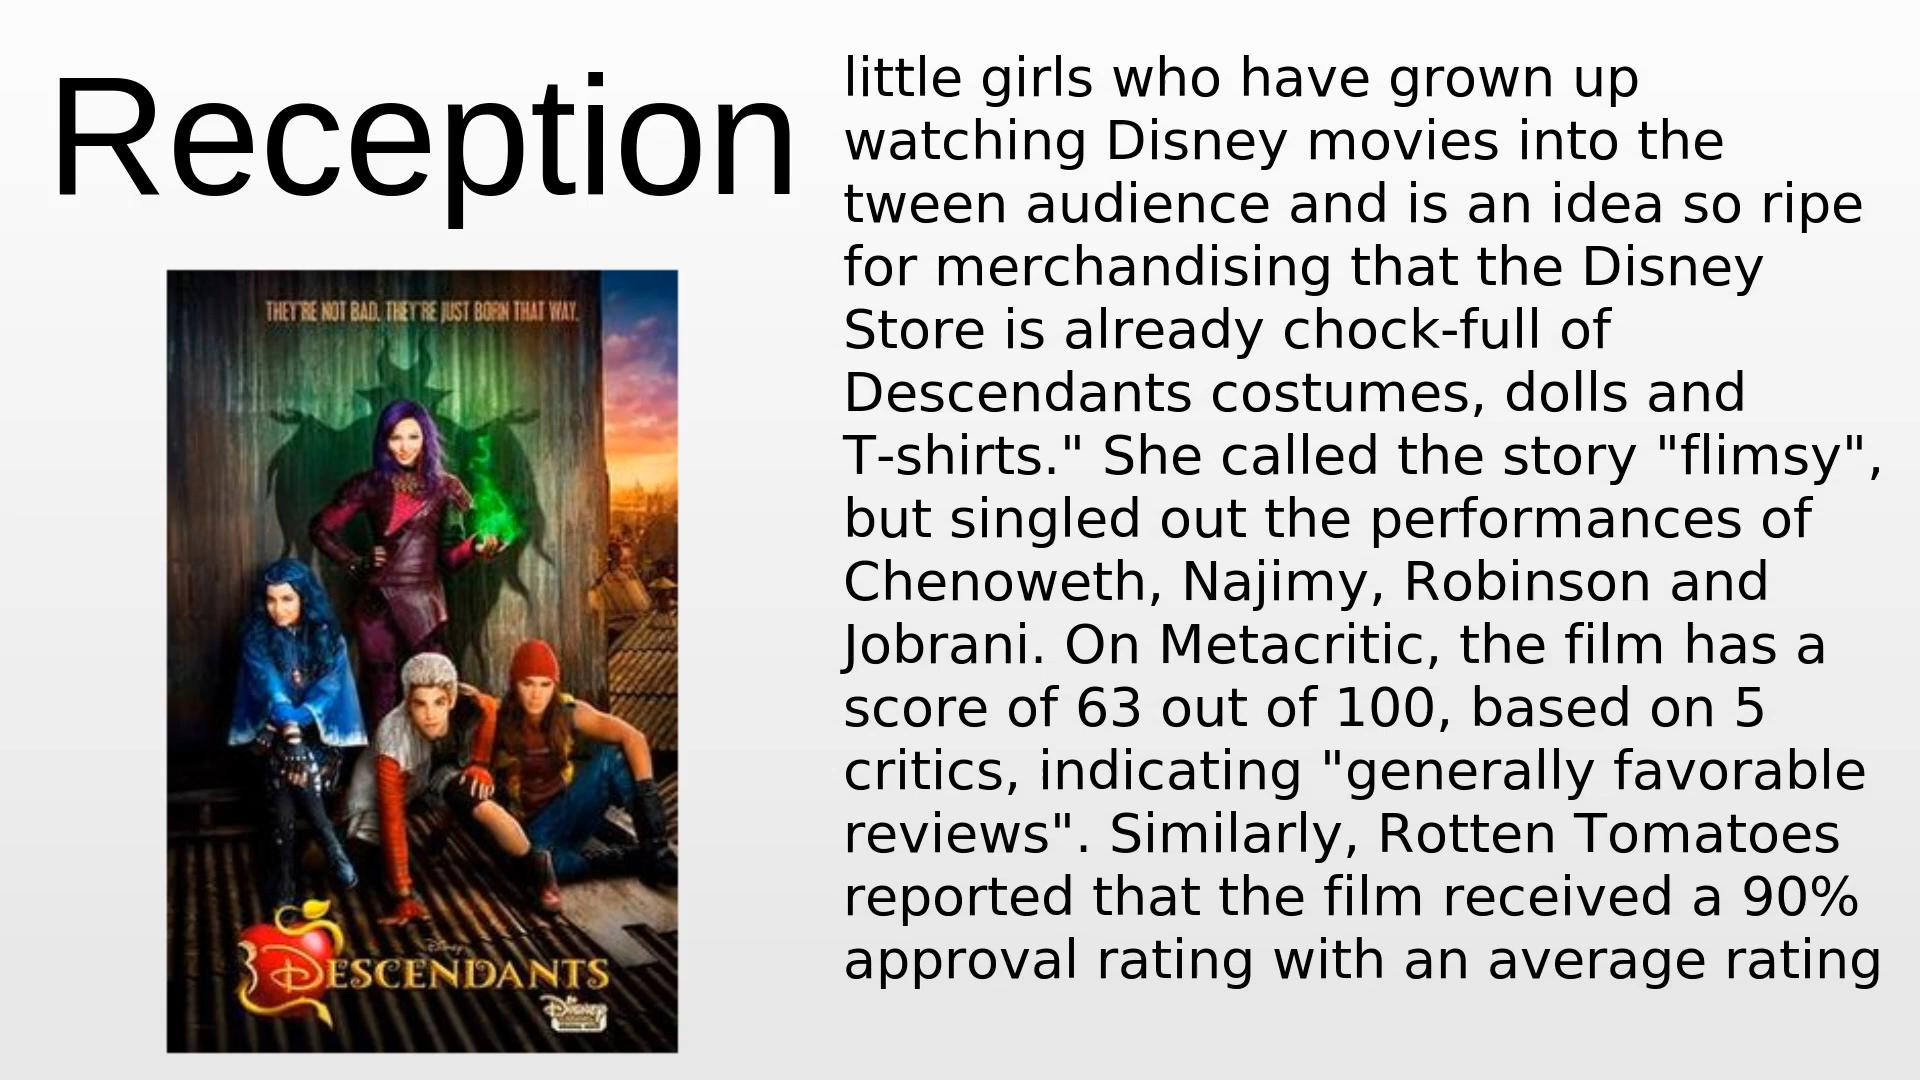 Reception
THEY'RE NOT BAD, THEY'RE JUST BORN THAT WAY.
Disney
DESCENDANTS
Disney
little girls who have grown up
watching Disney movies into the
tween audience and is an idea so ripe
for merchandising that the Disney
Store is already chock-full of
Descendants costumes, dolls and
T-shirts." She called the story "flimsy",
but singled out the performances of
Chenoweth, Najimy, Robinson and
Jobrani. On Metacritic, the film has a
score of 63 out of 100, based on 5
critics, indicating "generally favorable
reviews". Similarly, Rotten Tomatoes
reported that the film received a 90%
approval rating with an average rating